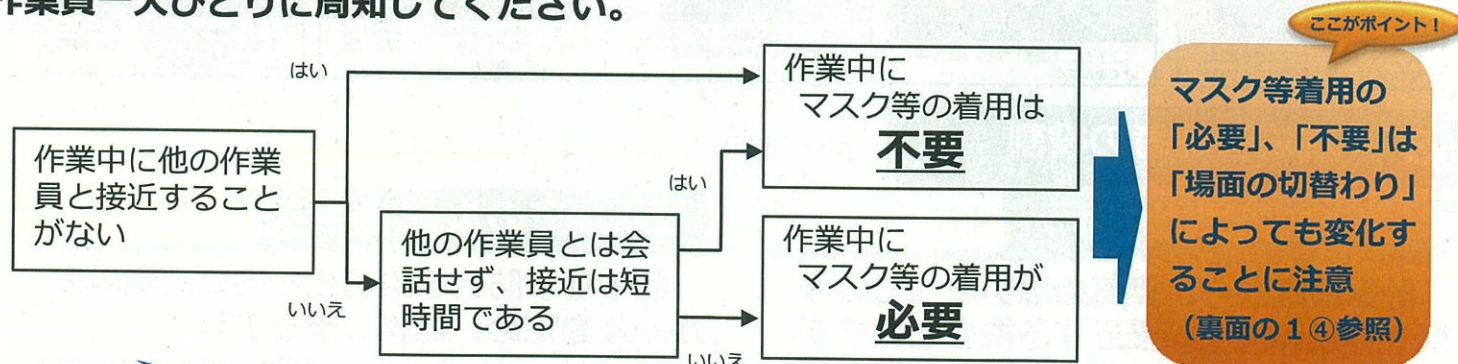 作業員一人ひとりに周知してください。
ここがポイント!
はい
作業中に他の作業
員と接近すること
がない
いいえ
他の作業員とは会
話せず、接近は短
時間である
はい
いいえ
作業中に
マスク等の着用は
不要
作業中に
マスク等の着用が
必要
マスク等着用の
「必要」、「不要」は
「場面の切替わり」
によっても変化す
ることに注意
(裏面の1④参照)